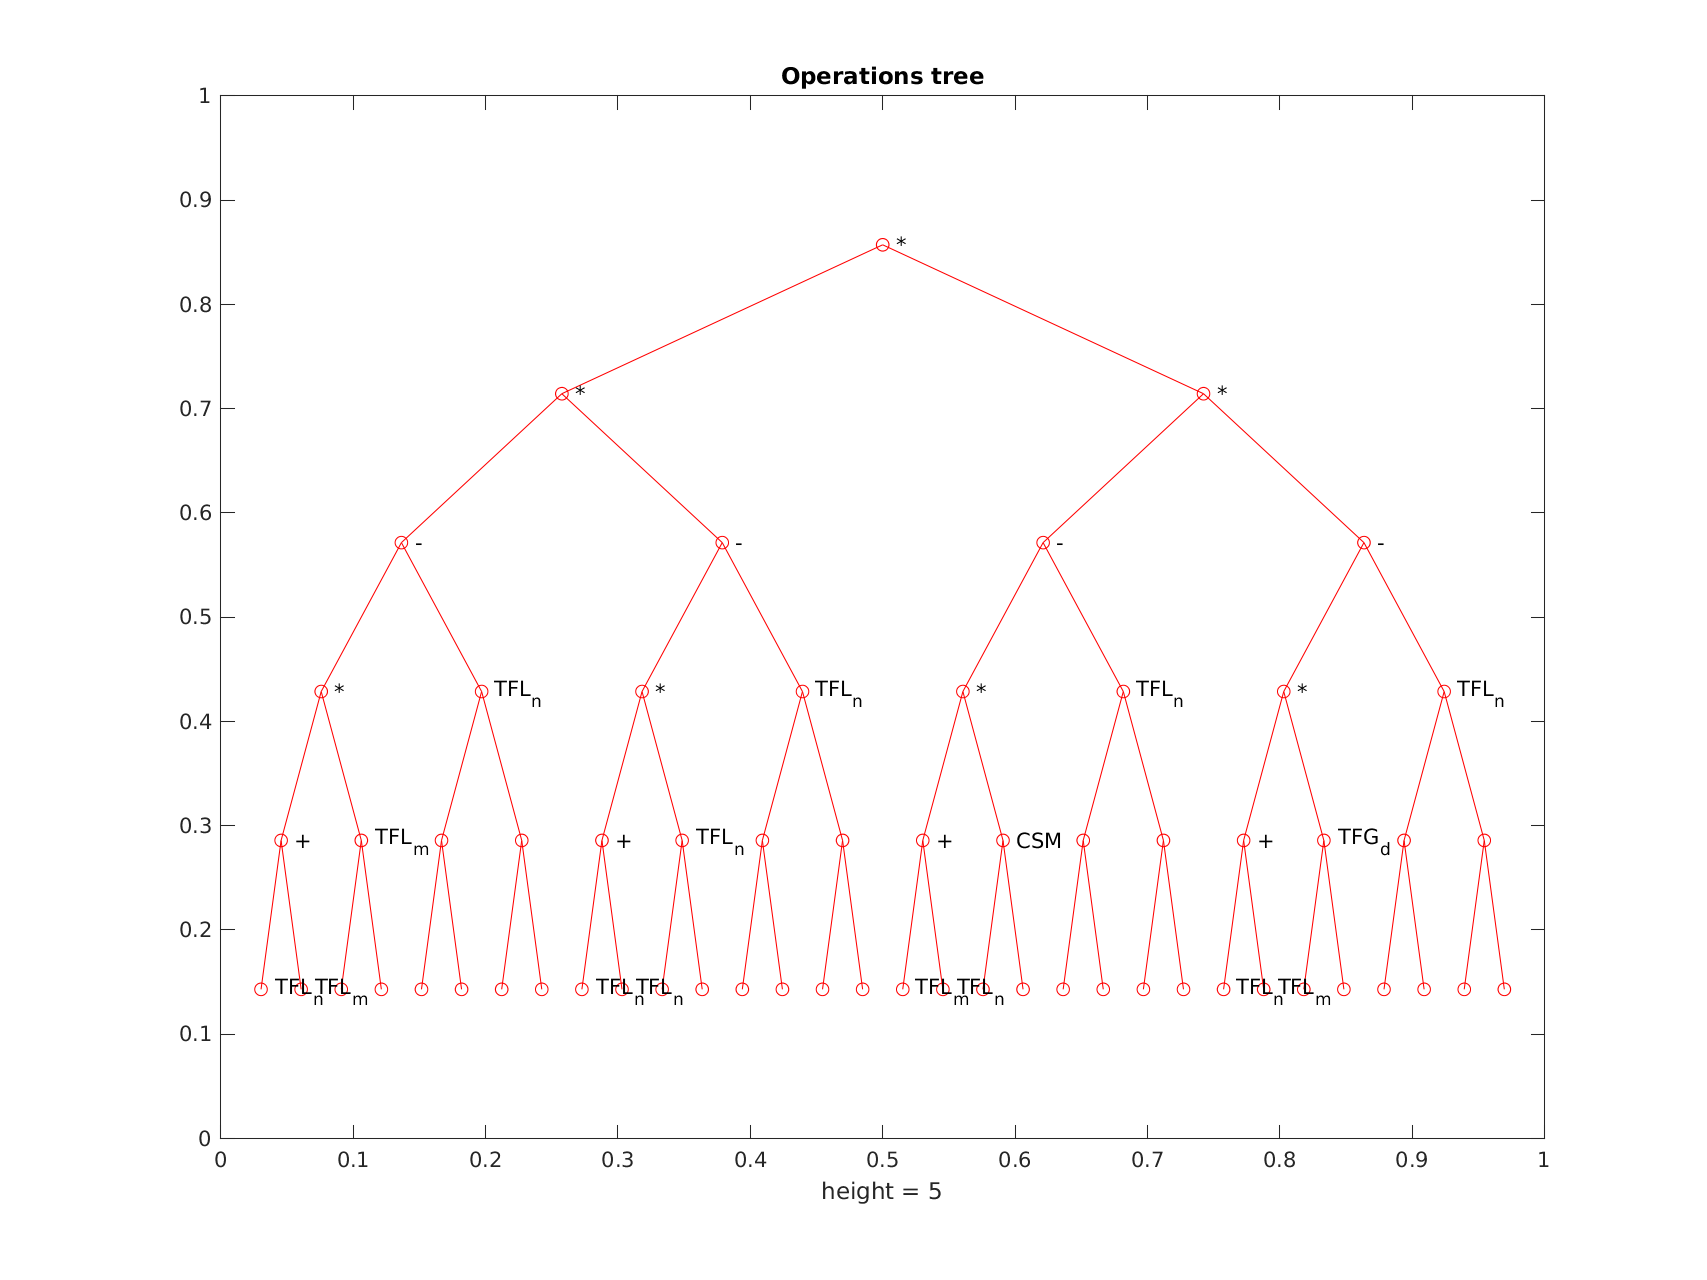 Operations tree
1
0.9
*
0.8
* *
0.7
0.6
- - - -
0.5
* TFL_n * TFL_n * TFL_n * TFL_n
0.4
0.3
+ TFL_m + TFL_n + CSM + TFG_d
0.2
TFL_n TFL_m TFL_n TFL_n TFL_m TFL_n TFL_n TFL_m
0.1
0
0 0.1 0.2 0.3 0.4 0.5 0.6 0.7 0.8 0.9 1
height = 5